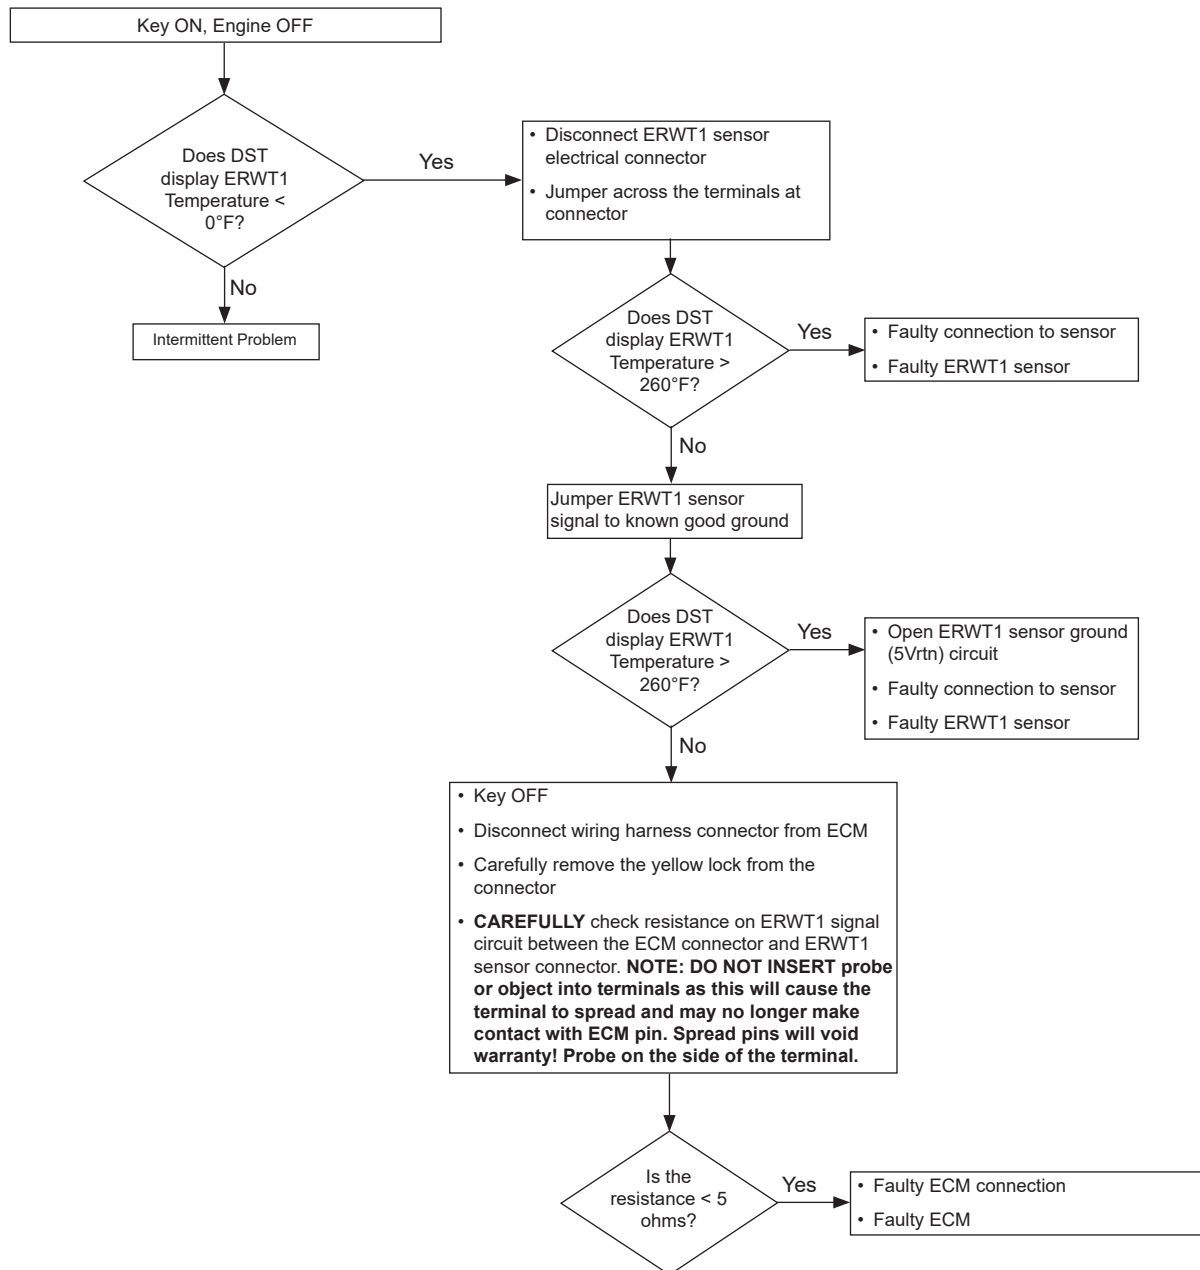 Key ON, Engine OFF
Does DST
display ERWT1
Temperature <
0°F?
Yes
• Disconnect ERWT1 sensor
electrical connector
• Jumper across the terminals at
connector
No
Intermittent Problem
Does DST
display ERWT1
Temperature >
260°F?
Yes
• Faulty connection to sensor
• Faulty ERWT1 sensor
No
Jumper ERWT1 sensor
signal to known good ground
Does DST
display ERWT1
Temperature >
260°F?
Yes
• Open ERWT1 sensor ground
(5Vrtn) circuit
• Faulty connection to sensor
• Faulty ERWT1 sensor
No
• Key OFF
• Disconnect wiring harness connector from ECM
• Carefully remove the yellow lock from the
connector
• CAREFULLY check resistance on ERWT1 signal
circuit between the ECM connector and ERWT1
sensor connector. NOTE: DO NOT INSERT probe
or object into terminals as this will cause the
terminal to spread and may no longer make
contact with ECM pin. Spread pins will void
warranty! Probe on the side of the terminal.
Is the
resistance < 5
ohms?
Yes
• Faulty ECM connection
• Faulty ECM